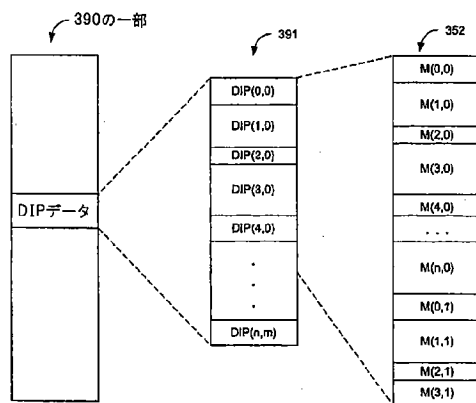 390の一部
DIPデータ
391
DIP(0,0)
DIP(1,0)
DIP(2,0)
DIP(3,0)
DIP(4,0)
.
.
.
DIP(n,m)
352
M(0,0)
M(1,0)
M(2,0)
M(3,0)
M(4,0)
. . .
M(n,0)
M(0,1)
M(1,1)
M(2,1)
M(3,1)